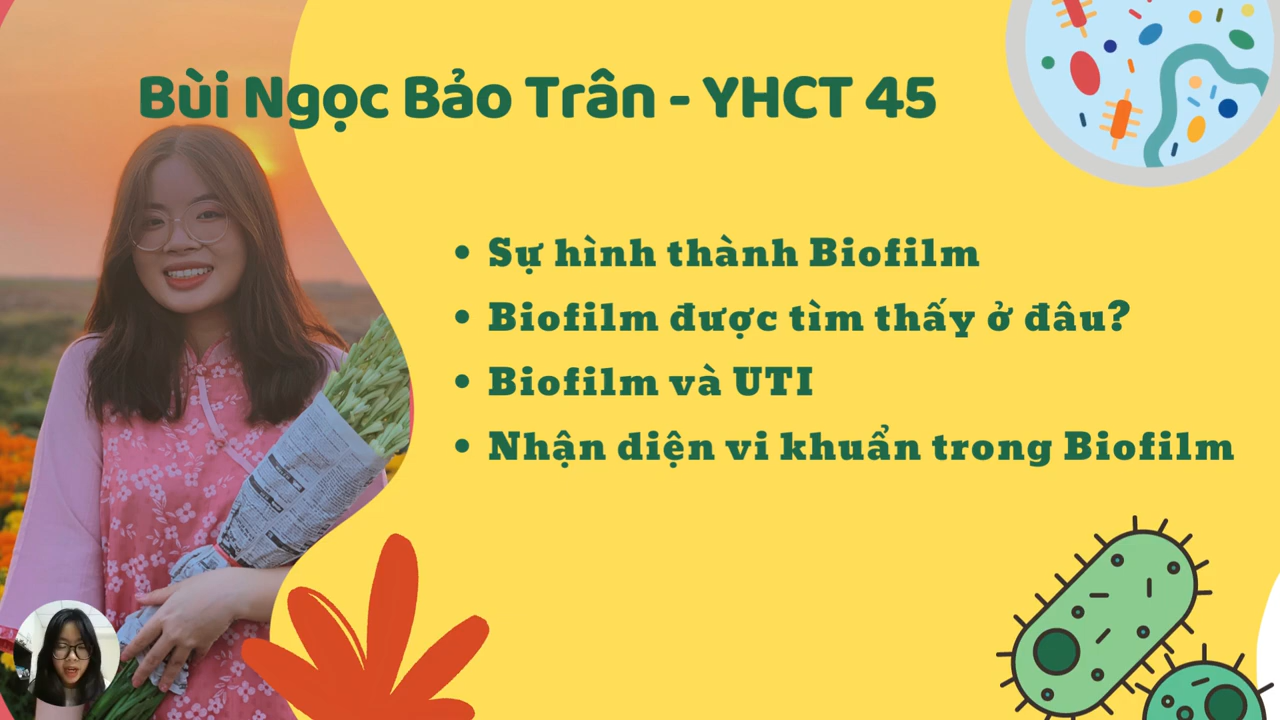 Bùi Ngọc Bảo Trân - YHCT 45
• Sự hình thành Biofilm
• Biofilm được tìm thấy ở đâu?
• Biofilm và UTI
• Nhận diện vi khuẩn trong Biofilm